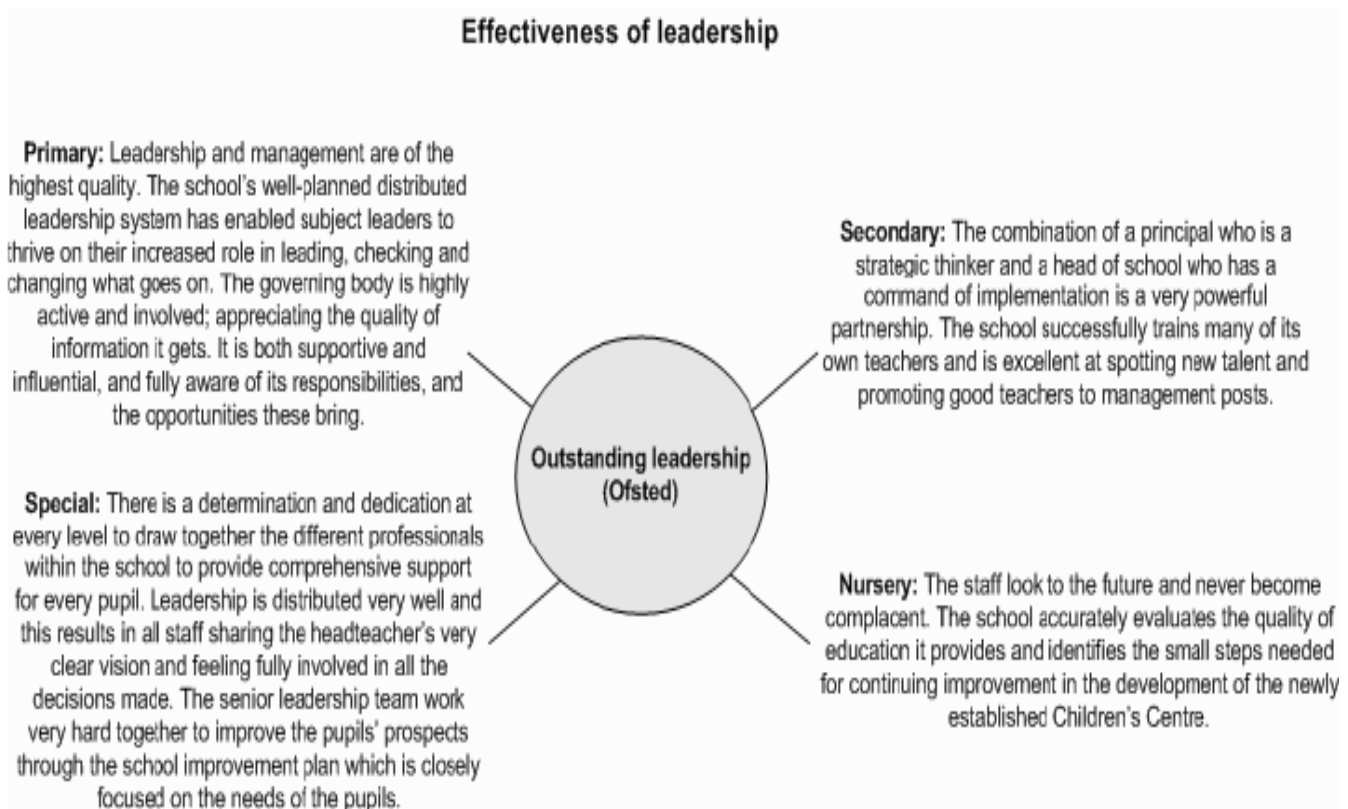 Effectiveness of leadership
Primary: Leadership and management are of the
highest quality. The school's well-planned distributed
leadership system has enabled subject leaders to
thrive on their increased role in leading, checking and
changing what goes on. The governing body is highly
active and involved; appreciating the quality of
information it gets. It is both supportive and
influential, and fully aware of its responsibilities, and
the opportunities these bring.
Secondary: The combination of a principal who is a
strategic thinker and a head of school who has a
command of implementation is a very powerful
partnership. The school successfully trains many of its
own teachers and is excellent at spotting new talent and
promoting good teachers to management posts.
Outstanding leadership
(Ofsted)
Special: There is a determination and dedication at
every level to draw together the different professionals
within the school to provide comprehensive support
for every pupil. Leadership is distributed very well and
this results in all staff sharing the headteacher's very
clear vision and feeling fully involved in all the
decisions made. The senior leadership team work
very hard together to improve the pupils' prospects
through the school improvement plan which is closely
focused on the needs of the pupils.
Nursery: The staff look to the future and never become
complacent. The school accurately evaluates the quality of
education it provides and identifies the small steps needed
for continuing improvement in the development of the newly
established Children's Centre.